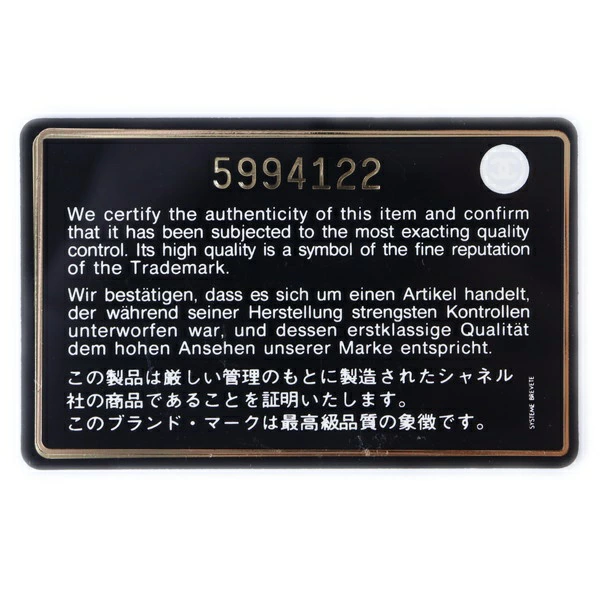 5994122
We certify the authenticity of this item and confirm
that it has been subjected to the most exacting quality
control. Its high quality is a symbol of the fine reputation
of the Trademark.
Wir bestätigen, dass es sich um einen Artikel handelt,
der während seiner Herstellung strengsten Kontrollen
unterworfen war, und dessen erstklassige Qualität
dem hohen Ansehen unserer Marke entspricht.
この製品は厳しい管理のもとに製造されたシャネル
社の商品であることを証明いたします。
このブランド・マークは最高級品質の象徴です。
SYSTEME BREVETE